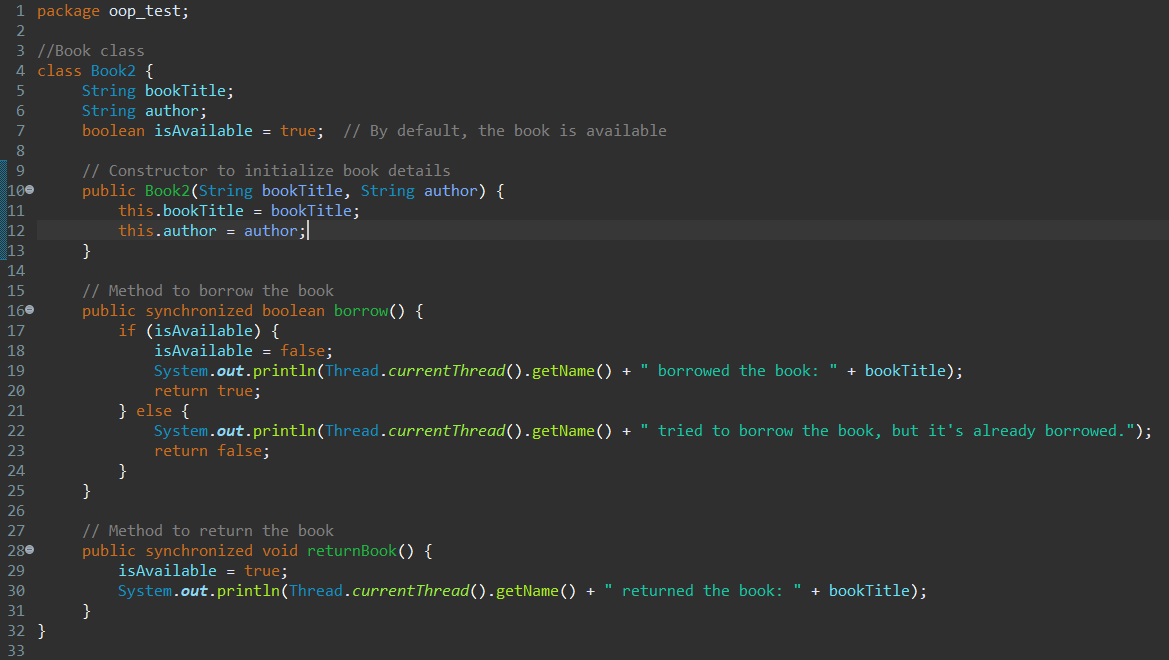 1 package oop_test;
2
3 //Book class
4 class Book2 {
5     String bookTitle;
6     String author;
7     boolean isAvailable = true;  // By default, the book is available
8
9     // Constructor to initialize book details
10     public Book2(String bookTitle, String author) {
11         this.bookTitle = bookTitle;
12         this.author = author;
13     }
14
15     // Method to borrow the book
16     public synchronized boolean borrow() {
17         if (isAvailable) {
18             isAvailable = false;
19             System.out.println(Thread.currentThread().getName() + " borrowed the book: " + bookTitle);
20             return true;
21         } else {
22             System.out.println(Thread.currentThread().getName() + " tried to borrow the book, but it's already borrowed.");
23             return false;
24         }
25     }
26
27     // Method to return the book
28     public synchronized void returnBook() {
29         isAvailable = true;
30         System.out.println(Thread.currentThread().getName() + " returned the book: " + bookTitle);
31     }
32 }
33